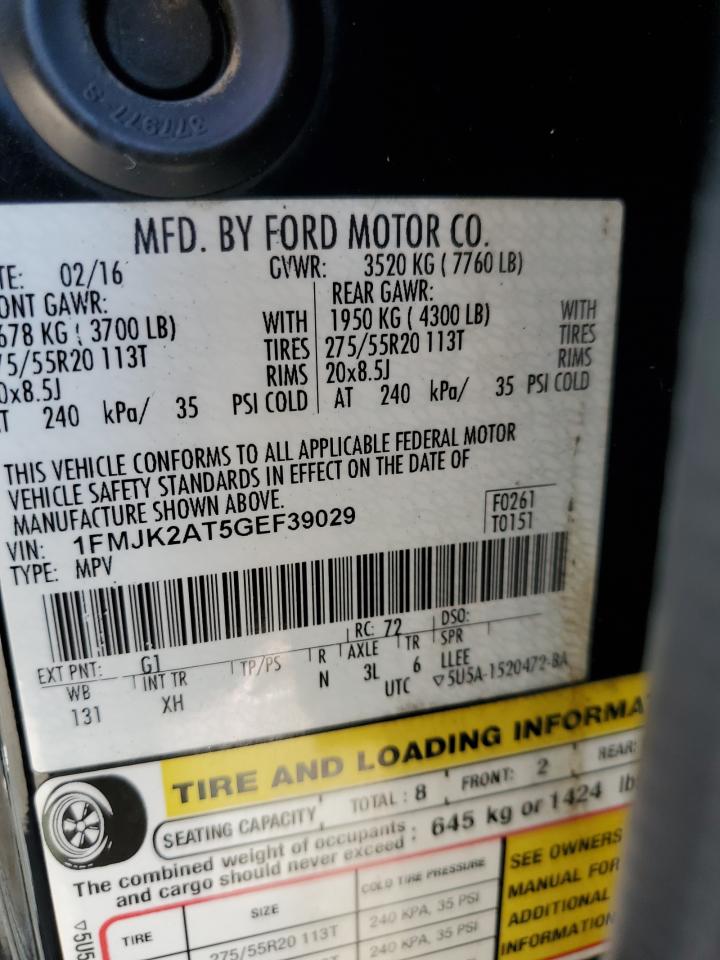 377977-S
MFD. BY FORD MOTOR CO.
TE: 02/16 GVWR: 3520 KG ( 7760 LB)
ONT GAWR: REAR GAWR:
678 KG ( 3700 LB) WITH 1950 KG ( 4300 LB) WITH
75/55R20 113T TIRES 275/55R20 113T TIRES
0x8.5J RIMS 20x8.5J RIMS
T 240 kPa/ 35 PSI COLD AT 240 kPa/ 35 PSI COLD
THIS VEHICLE CONFORMS TO ALL APPLICABLE FEDERAL MOTOR
VEHICLE SAFETY STANDARDS IN EFFECT ON THE DATE OF
MANUFACTURE SHOWN ABOVE.
VIN: 1FMJK2AT5GEF39029 F0261
TYPE: MPV T0151
EXT PNT: G1 RC: 72 DSO:
WB INT TR TP/PS R AXLE TR SPR
131 XH N 3L 6 LLEE
UTC ▽5U5A-1520472-BA
TIRE AND LOADING INFORMA
SEATING CAPACITY TOTAL : 8 FRONT: 2 REAR:
The combined weight of occupants
and cargo should never exceed : 645 kg or 1424 lb
TIRE SIZE COLD TIRE PRESSURE
275/55R20 113T 240 KPA, 35 PSI
240 KPA, 35 PSI
SEE OWNERS
MANUAL FOR
ADDITIONAL
INFORMATION
▽5U5